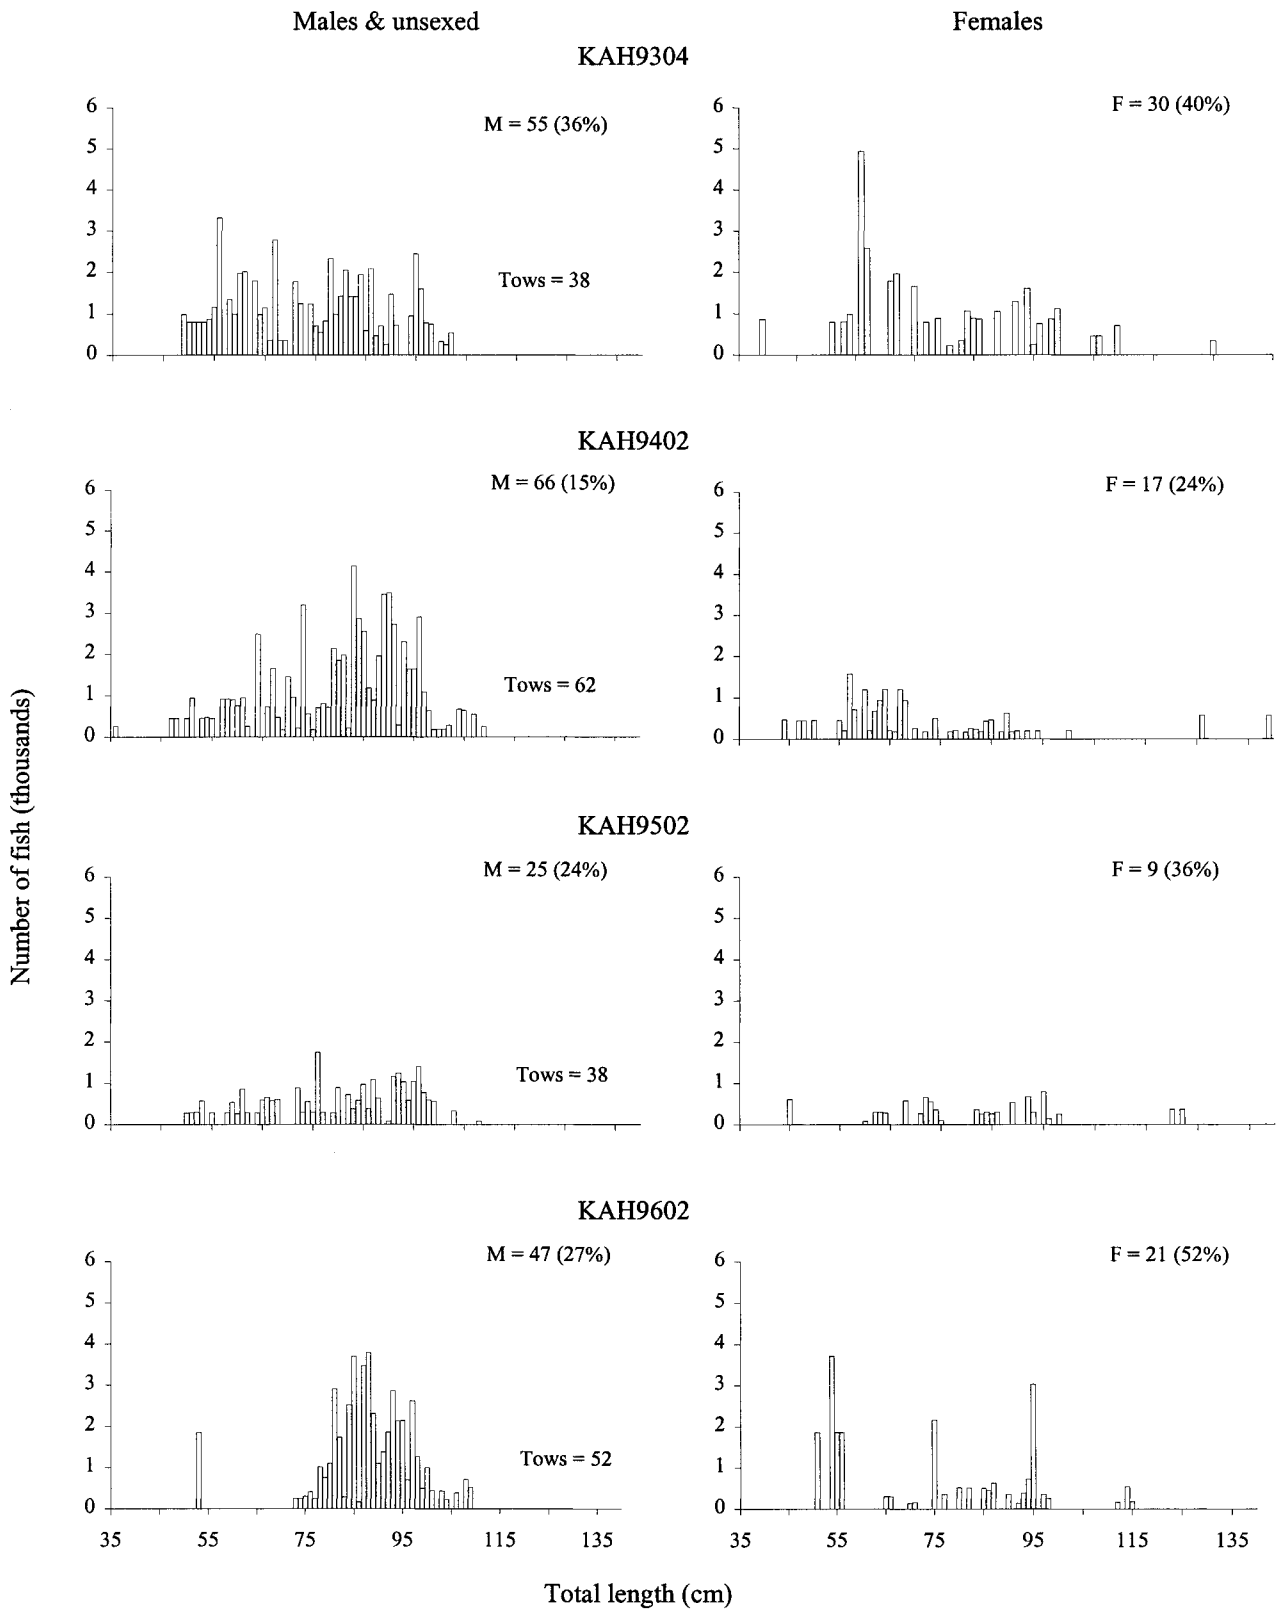 Males & unsexed
Females
KAH9304
M = 55 (36%)
Tows = 38
F = 30 (40%)
6
5
4
3
2
1
0
6
5
4
3
2
1
0
KAH9402
M = 66 (15%)
Tows = 62
F = 17 (24%)
6
5
4
3
2
1
0
6
5
4
3
2
1
0
Number of fish (thousands)
KAH9502
M = 25 (24%)
Tows = 38
F = 9 (36%)
6
5
4
3
2
1
0
6
5
4
3
2
1
0
KAH9602
M = 47 (27%)
Tows = 52
F = 21 (52%)
6
5
4
3
2
1
0
6
5
4
3
2
1
0
35 55 75 95 115 135
35 55 75 95 115 135
Total length (cm)